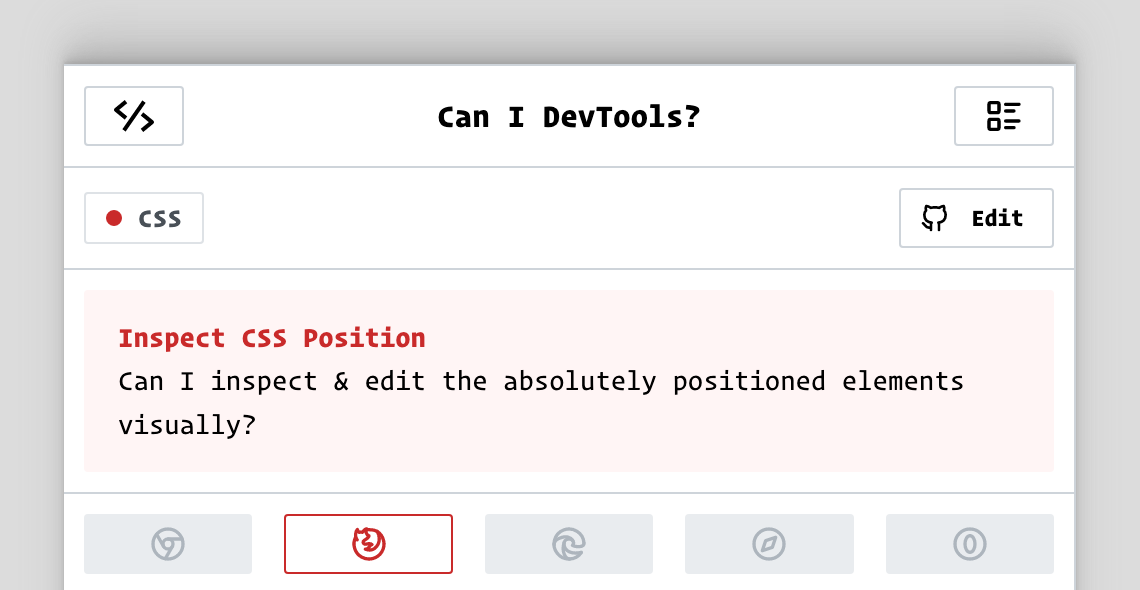 Can I DevTools?
CSS
Edit
Inspect CSS Position
Can I inspect & edit the absolutely positioned elements
visually?